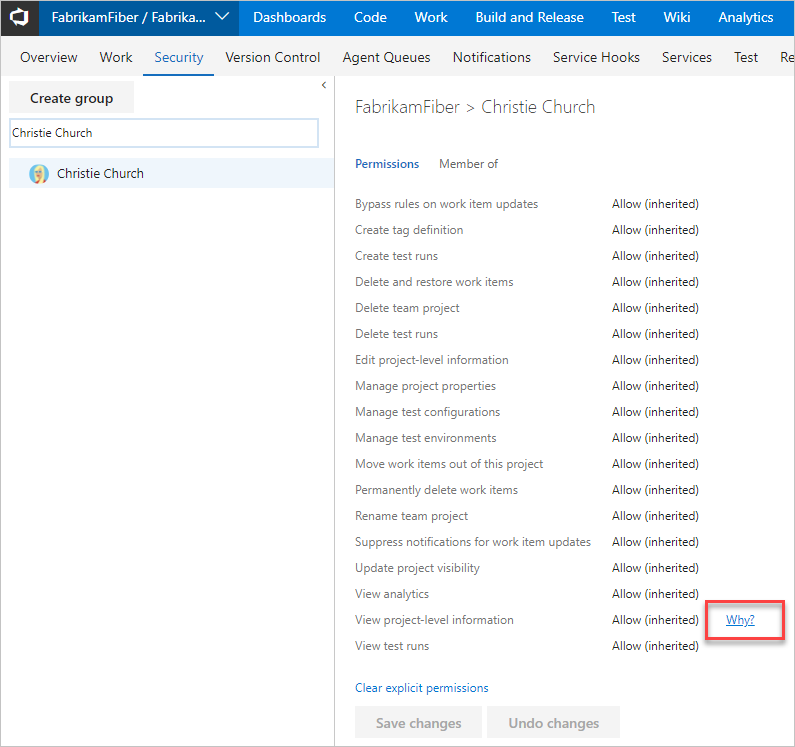 FabrikamFiber / Fabrika... Dashboards Code Work Build and Release Test Wiki Analytics
Overview Work Security Version Control Agent Queues Notifications Service Hooks Services Test Re
Create group
Christie Church
Christie Church
FabrikamFiber > Christie Church
Permissions Member of
Bypass rules on work item updates Allow (inherited)
Create tag definition Allow (inherited)
Create test runs Allow (inherited)
Delete and restore work items Allow (inherited)
Delete team project Allow (inherited)
Delete test runs Allow (inherited)
Edit project-level information Allow (inherited)
Manage project properties Allow (inherited)
Manage test configurations Allow (inherited)
Manage test environments Allow (inherited)
Move work items out of this project Allow (inherited)
Permanently delete work items Allow (inherited)
Rename team project Allow (inherited)
Suppress notifications for work item updates Allow (inherited)
Update project visibility Allow (inherited)
View analytics Allow (inherited)
View project-level information Allow (inherited) Why?
View test runs Allow (inherited)
Clear explicit permissions
Save changes Undo changes